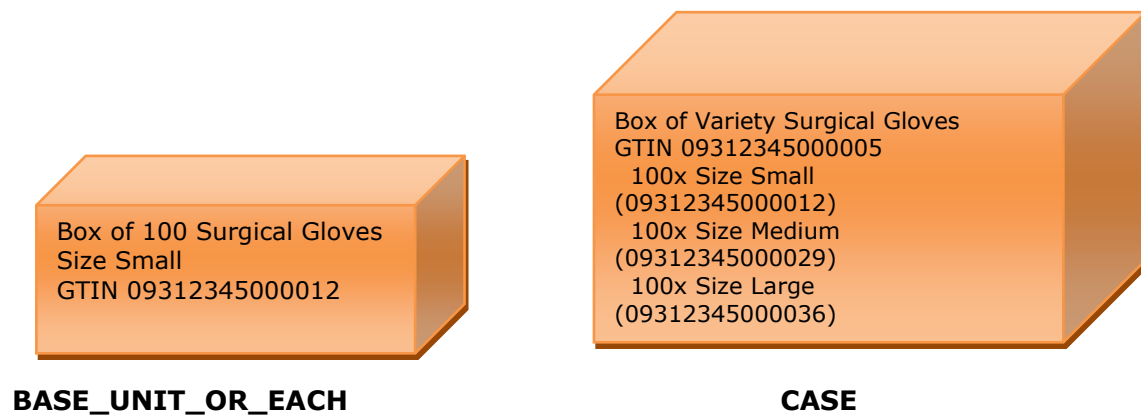 Box of 100 Surgical Gloves
Size Small
GTIN 09312345000012
BASE_UNIT_OR_EACH
Box of Variety Surgical Gloves
GTIN 09312345000005
100x Size Small
(09312345000012)
100x Size Medium
(09312345000029)
100x Size Large
(09312345000036)
CASE